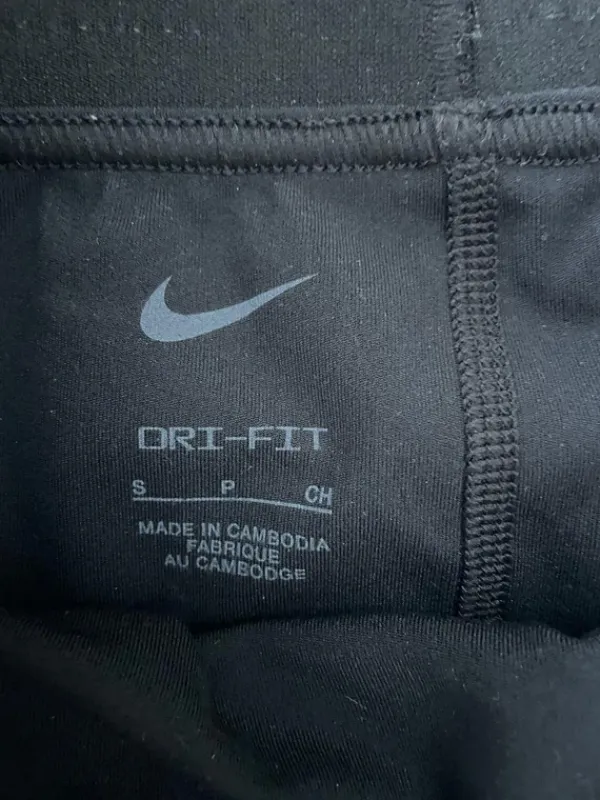 DRI-FIT
S P CH
MADE IN CAMBODIA
FABRIQUE
AU CAMBODGE